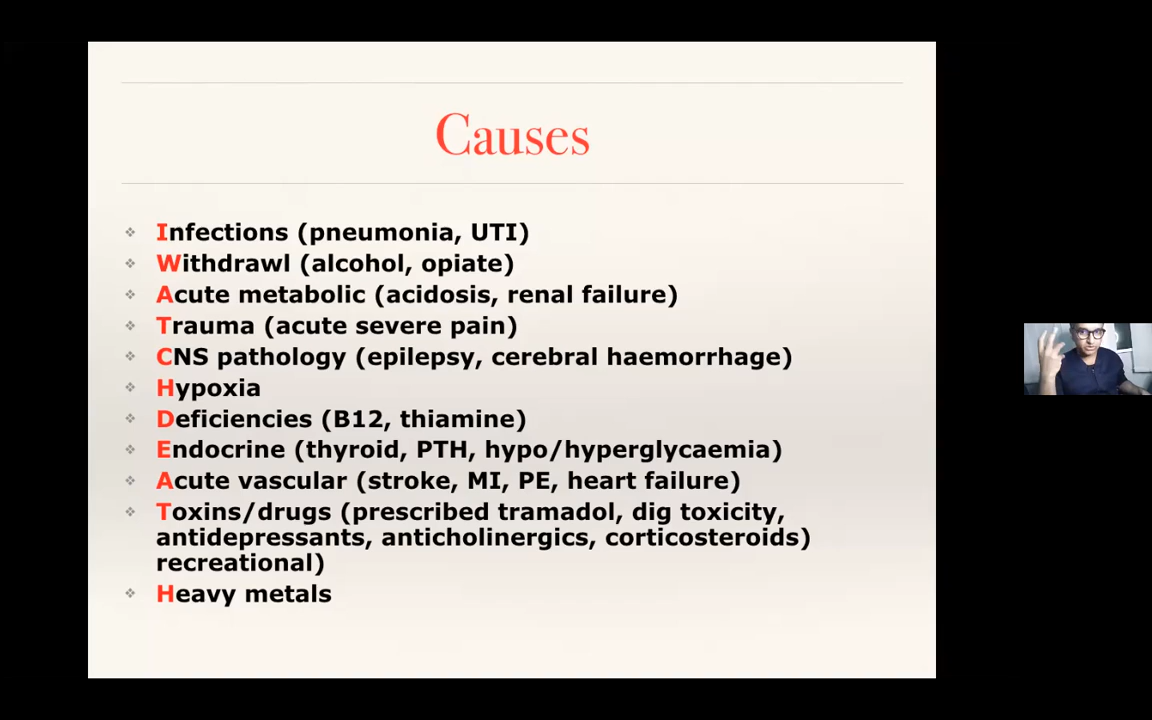 Causes
Infections (pneumonia, UTI)
Withdrawl (alcohol, opiate)
Acute metabolic (acidosis, renal failure)
Trauma (acute severe pain)
CNS pathology (epilepsy, cerebral haemorrhage)
Hypoxia
Deficiencies (B12, thiamine)
Endocrine (thyroid, PTH, hypo/hyperglycaemia)
Acute vascular (stroke, MI, PE, heart failure)
Toxins/drugs (prescribed tramadol, dig toxicity,
antidepressants, anticholinergics, corticosteroids)
recreational)
Heavy metals